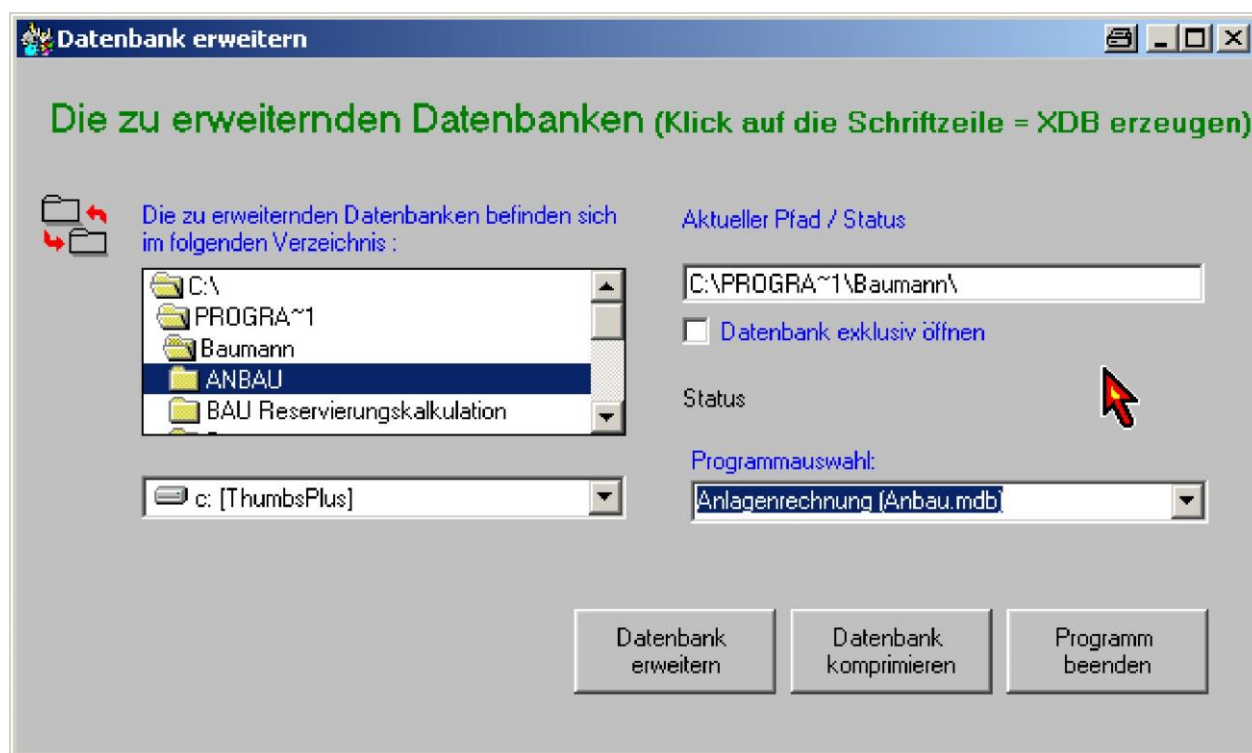 Datenbank erweitern
Die zu erweiternden Datenbanken (Klick auf die Schriftzeile = XDB erzeugen)
Die zu erweiternden Datenbanken befinden sich
im folgenden Verzeichnis :
C:\
PROGRA~1
Baumann
ANBAU
BAU Reservierungskalkulation
c: [ThumbsPlus]
Aktueller Pfad / Status
C:\PROGRA~1\Baumann\
Datenbank exklusiv öffnen
Status
Programmauswahl:
Anlagenrechnung (Anbau.mdb)
Datenbank
erweitern
Datenbank
komprimieren
Programm
beenden